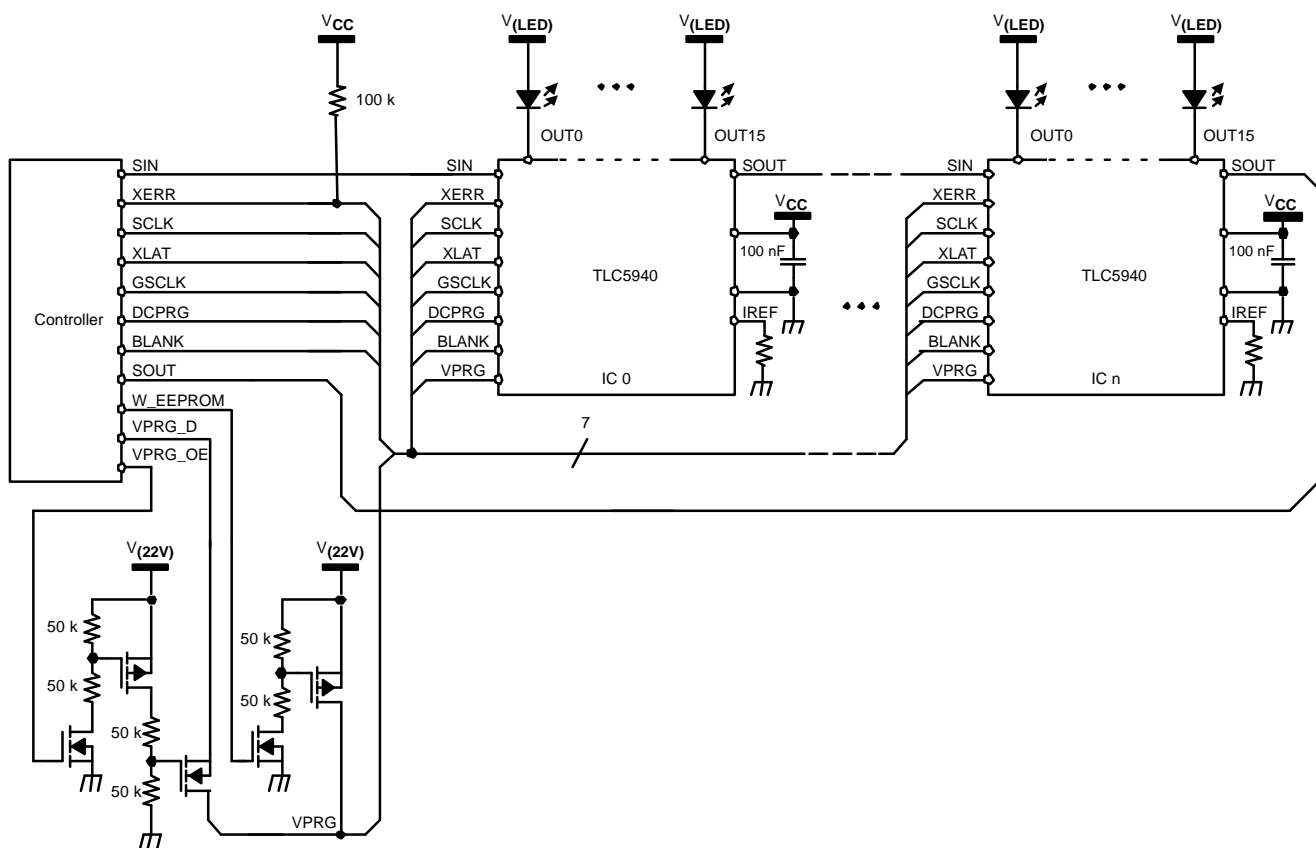 VCC
V(LED)
V(LED)
V(LED)
V(LED)
100 k
OUT0
OUT15
OUT0
OUT15
SIN
SIN
SOUT
SIN
SOUT
XERR
XERR
VCC
XERR
VCC
SCLK
SCLK
SCLK
XLAT
XLAT
100 nF
XLAT
100 nF
TLC5940
TLC5940
GSCLK
GSCLK
GSCLK
Controller
DCPRG
DCPRG
IREF
DCPRG
IREF
BLANK
BLANK
BLANK
SOUT
VPRG
IC 0
VPRG
IC n
W_EEPROM
VPRG_D
7
VPRG_OE
V(22V)
V(22V)
50 k
50 k
50 k
50 k
50 k
50 k
VPRG